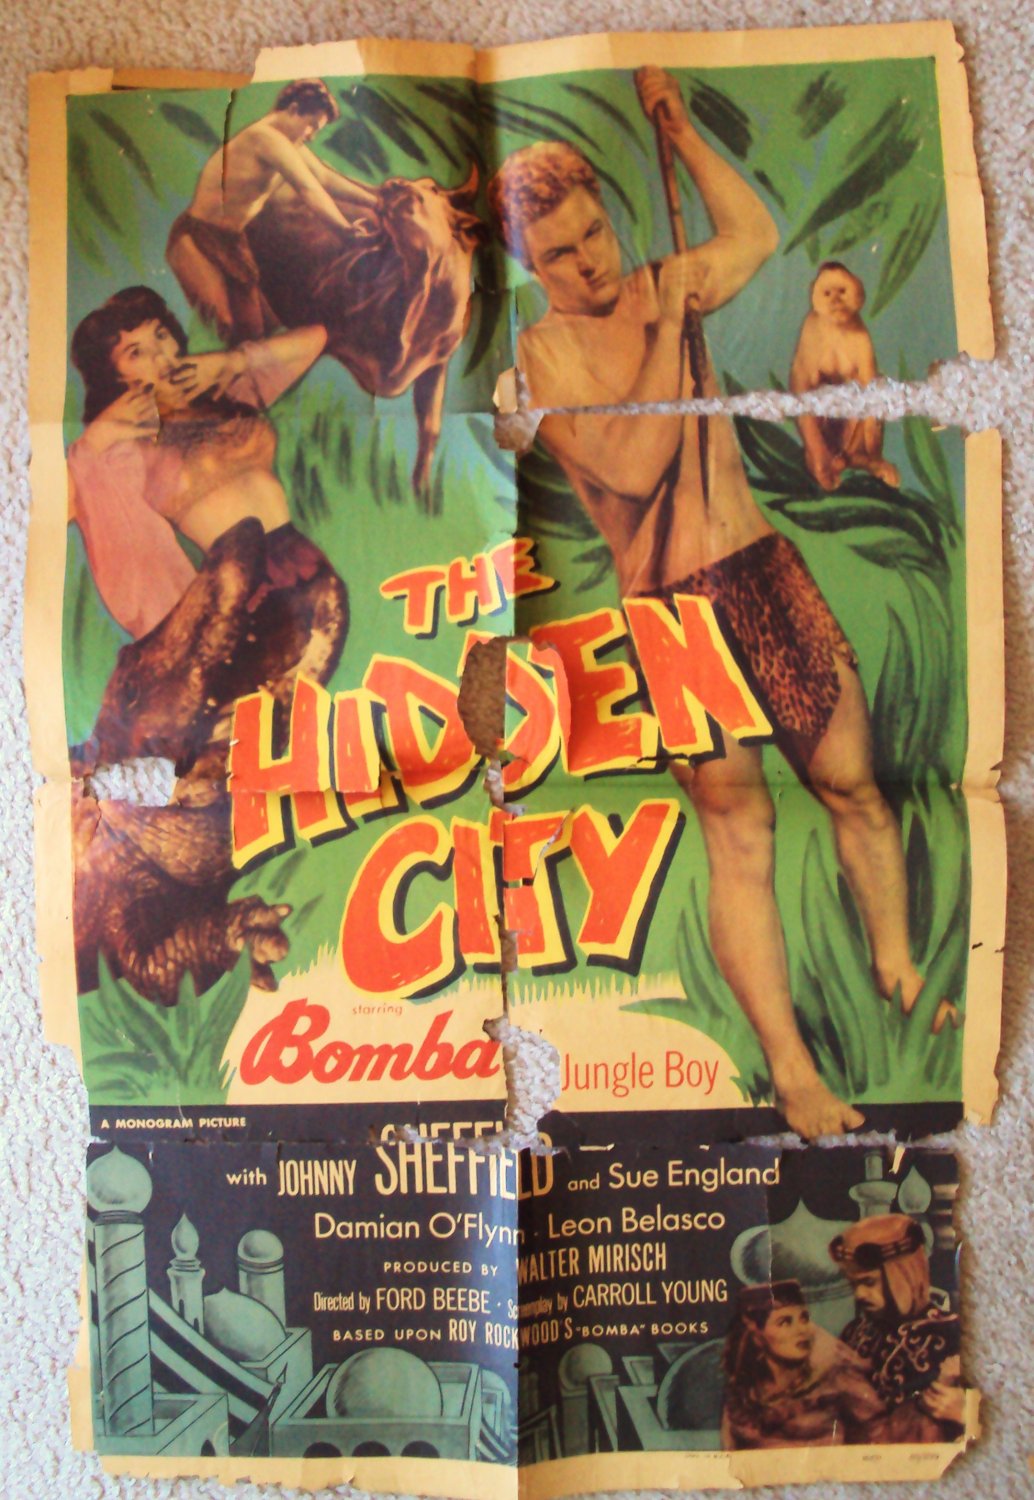 THE
HIDDEN
CITY
starring
Bomba
Jungle Boy
A MONOGRAM PICTURE
with JOHNNY SHEFFIELD and Sue England
Damian O'Flynn · Leon Belasco
PRODUCED BY WALTER MIRISCH
Directed by FORD BEEBE · Screenplay by CARROLL YOUNG
BASED UPON ROY ROCKWOOD'S "BOMBA" BOOKS